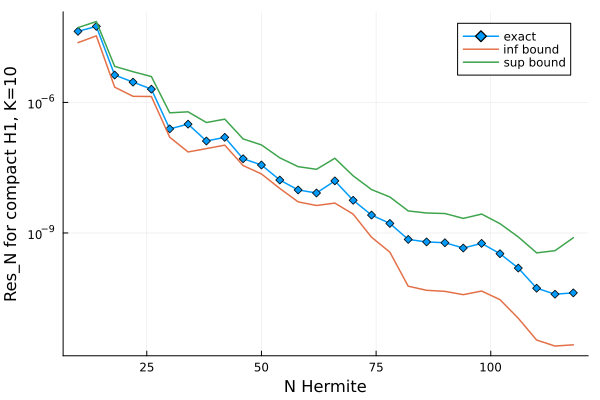 exact
inf bound
sup bound
Res_N for compact H1, K=10
10⁻⁶
10⁻⁹
25
50
75
100
N Hermite